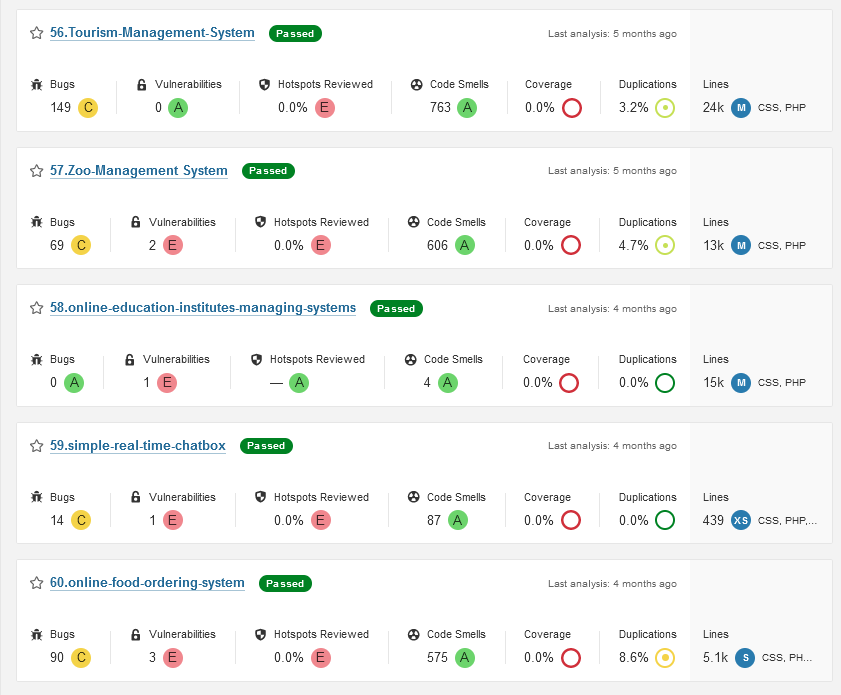 56.Tourism-Management-System Passed Last analysis: 5 months ago
Bugs Vulnerabilities Hotspots Reviewed Code Smells Coverage Duplications Lines
149 C 0 A 0.0% E 763 A 0.0% 3.2% 24k M CSS, PHP
57.Zoo-Management System Passed Last analysis: 5 months ago
Bugs Vulnerabilities Hotspots Reviewed Code Smells Coverage Duplications Lines
69 C 2 E 0.0% E 606 A 0.0% 4.7% 13k M CSS, PHP
58.online-education-institutes-managing-systems Passed Last analysis: 4 months ago
Bugs Vulnerabilities Hotspots Reviewed Code Smells Coverage Duplications Lines
0 A 1 E — A 4 A 0.0% 0.0% 15k M CSS, PHP
59.simple-real-time-chatbox Passed Last analysis: 4 months ago
Bugs Vulnerabilities Hotspots Reviewed Code Smells Coverage Duplications Lines
14 C 1 E 0.0% E 87 A 0.0% 0.0% 439 XS CSS, PHP,...
60.online-food-ordering-system Passed Last analysis: 4 months ago
Bugs Vulnerabilities Hotspots Reviewed Code Smells Coverage Duplications Lines
90 C 3 E 0.0% E 575 A 0.0% 8.6% 5.1k S CSS, PH...